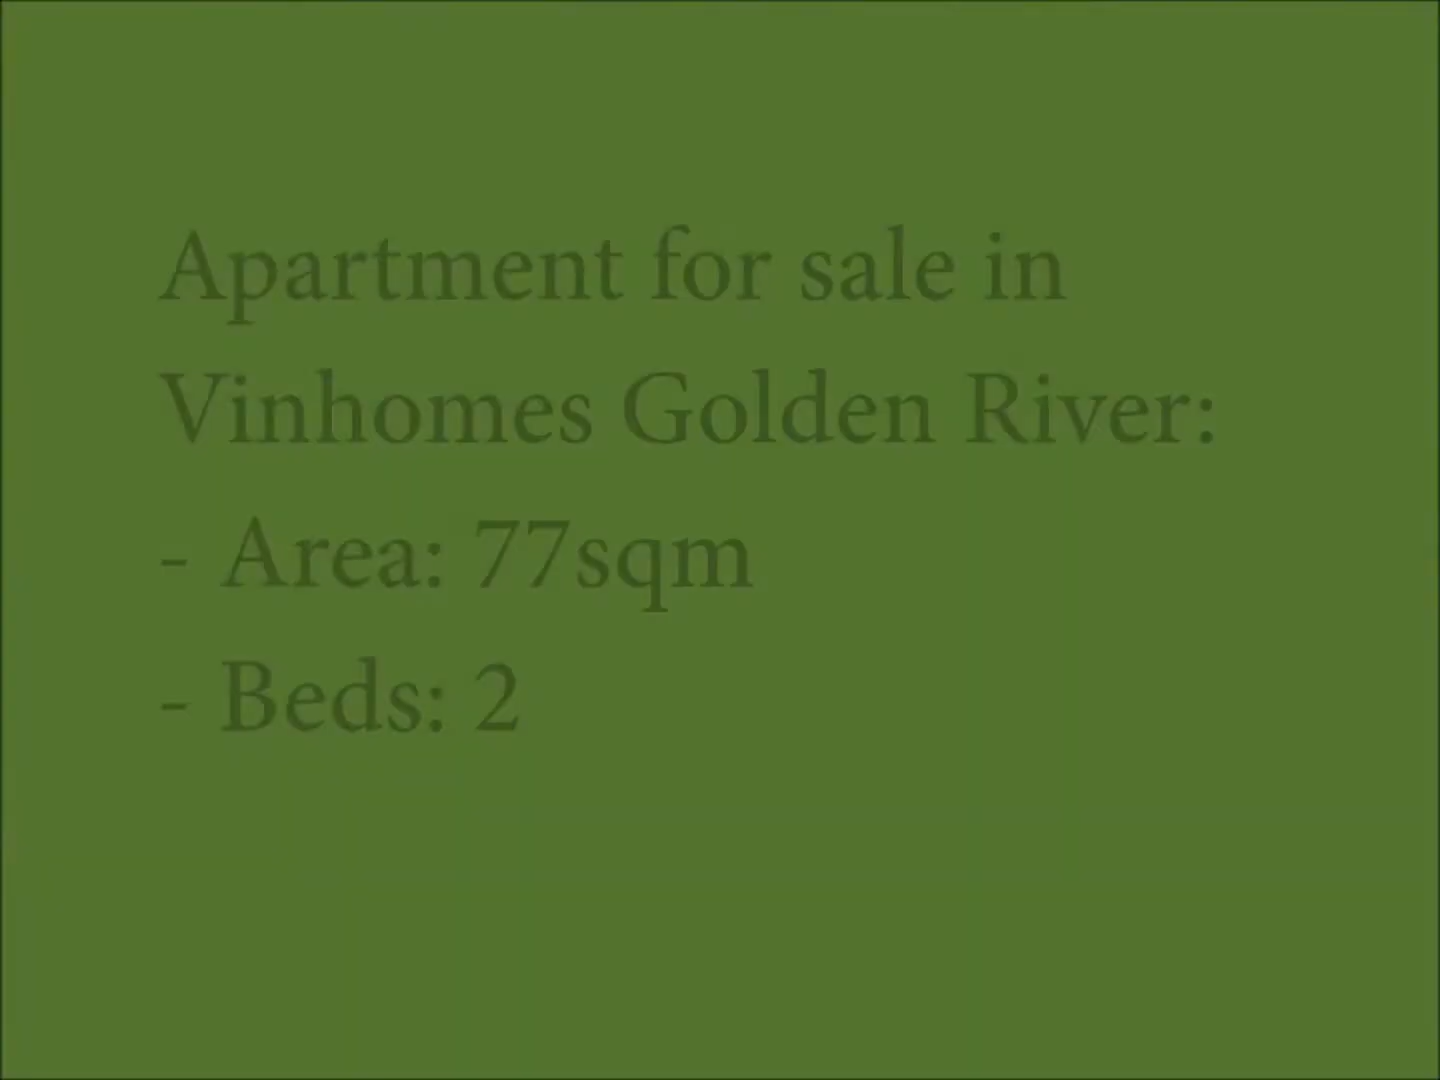 Apartment for sale in
Vinhomes Golden River:
- Area: 77sqm
- Beds: 2